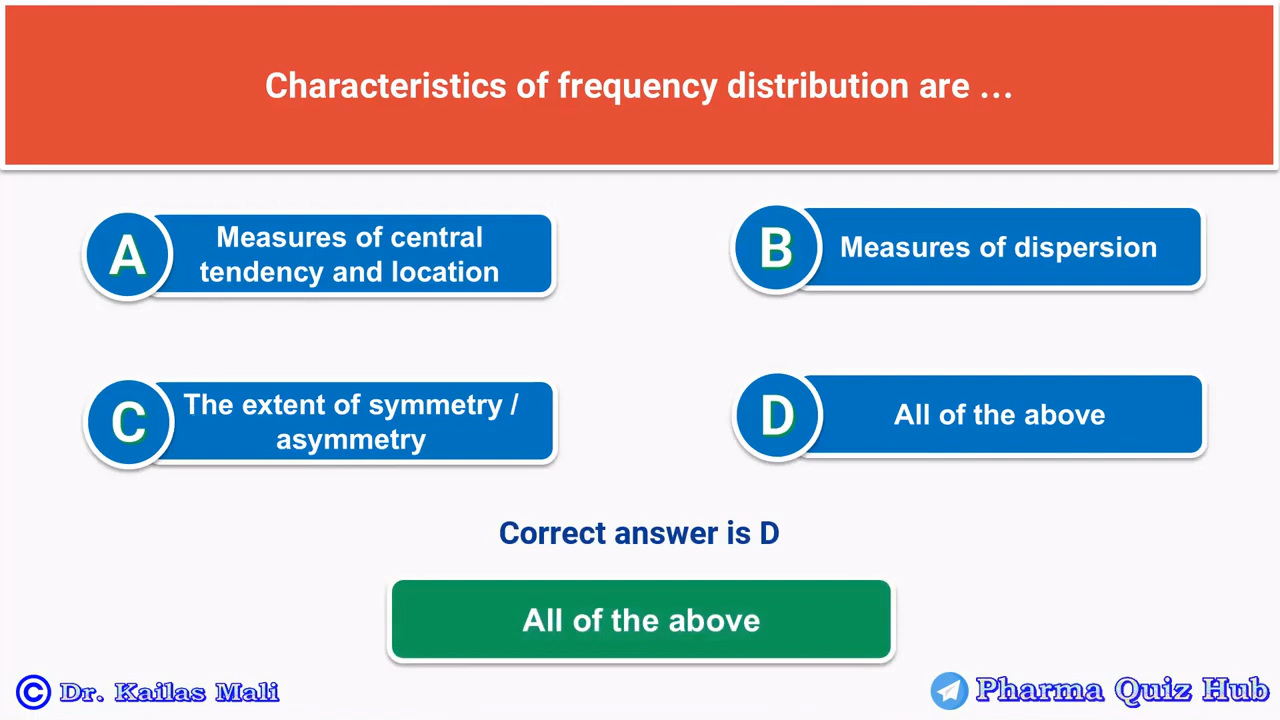 Characteristics of frequency distribution are ...
A
Measures of central
tendency and location
B
Measures of dispersion
C
The extent of symmetry /
asymmetry
D
All of the above
Correct answer is D
All of the above
© Dr. Kailas Mali
Pharma Quiz Hub